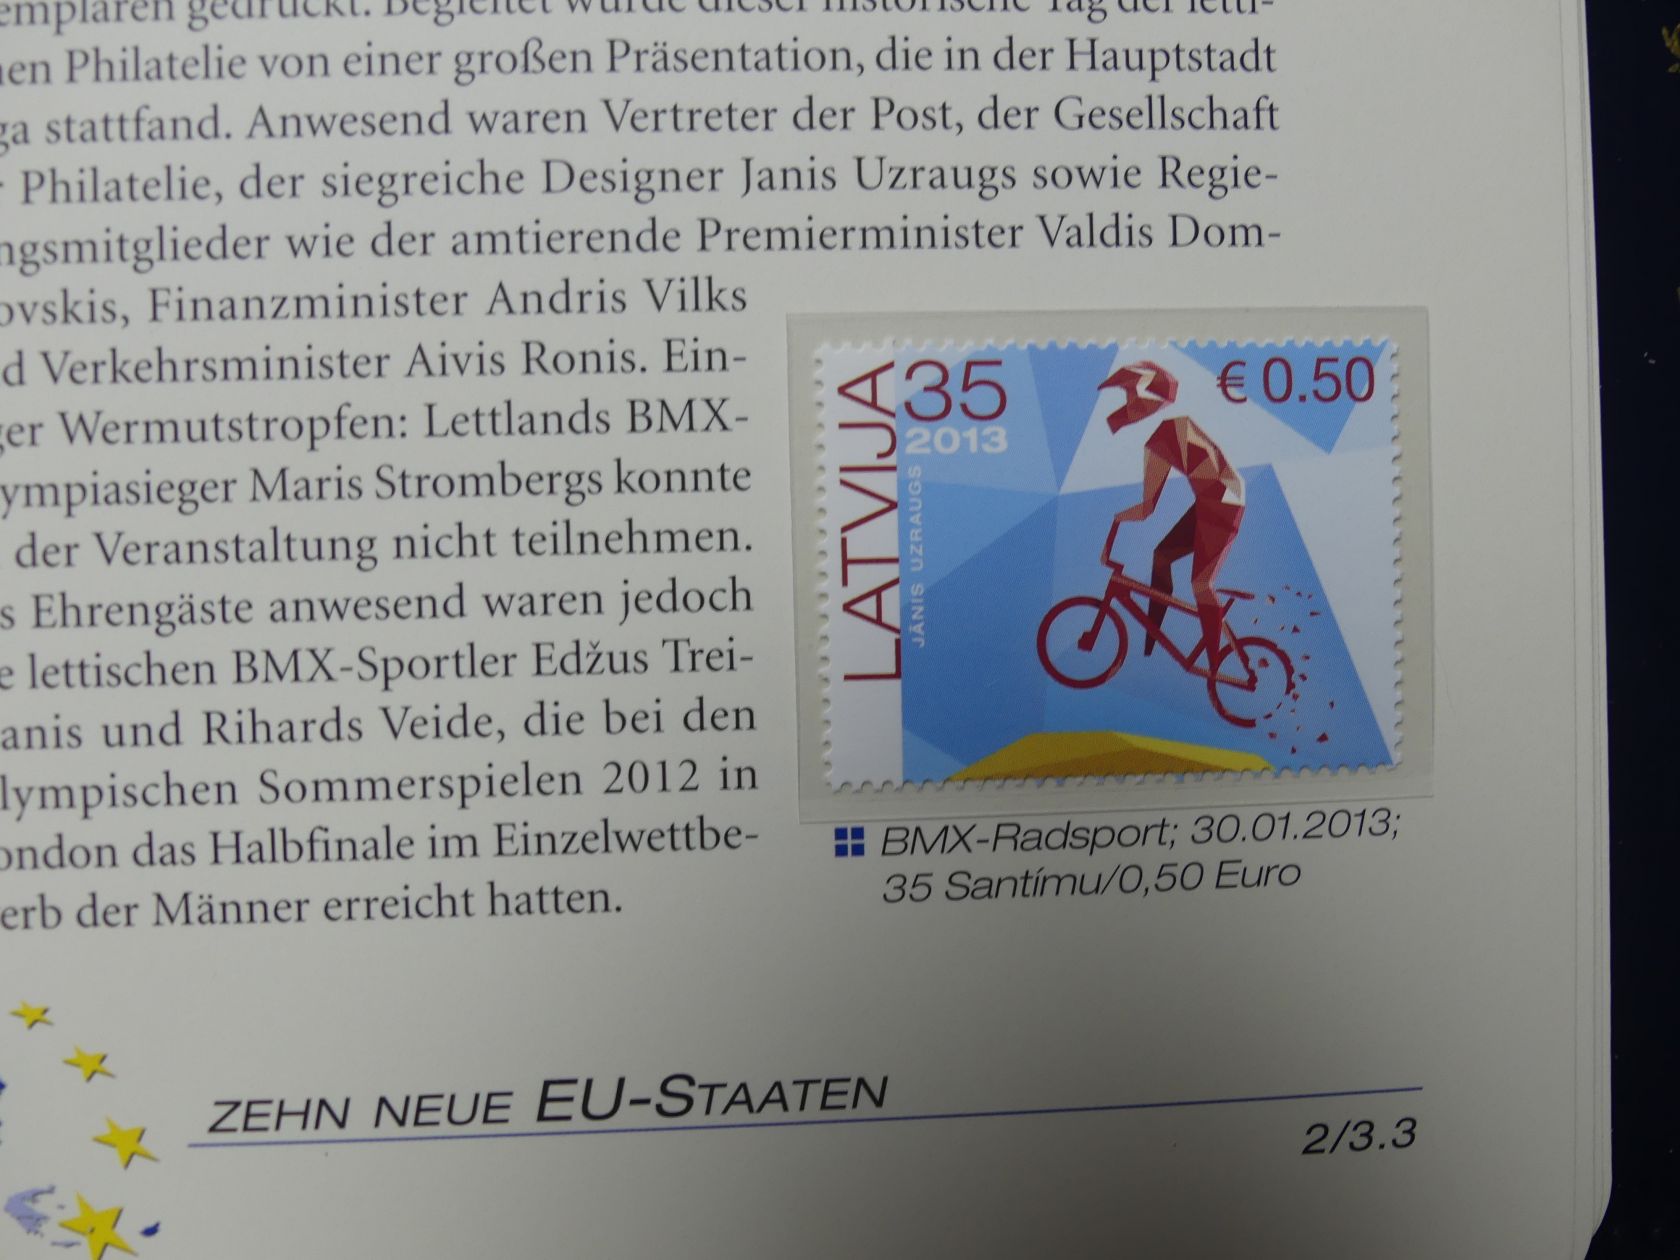 gedruckt. Begleitet wurde dieser historische Tag der letti-
Philatelie von einer großen Präsentation, die in der Hauptstadt
stattfand. Anwesend waren Vertreter der Post, der Gesellschaft
Philatelie, der siegreiche Designer Janis Uzraugs sowie Regie-
ngsmitglieder wie der amtierende Premierminister Valdis Dom-
ovskis, Finanzminister Andris Vilks
d Verkehrsminister Aivis Ronis. Ein-
ger Wermutstropfen: Lettlands BMX-
lympiasieger Maris Strombergs konnte
der Veranstaltung nicht teilnehmen.
s Ehrengäste anwesend waren jedoch
e lettischen BMX-Sportler Edžus Trei-
anis und Rihards Veide, die bei den
lympischen Sommerspielen 2012 in
ondon das Halbfinale im Einzelwettbe-
erb der Männer erreicht hatten.
LATVIJA
35
2013
JĀNIS UZRAUGS
€ 0.50
BMX-Radsport; 30.01.2013;
35 Santímu/0,50 Euro
ZEHN NEUE EU-STAATEN
2/3.3